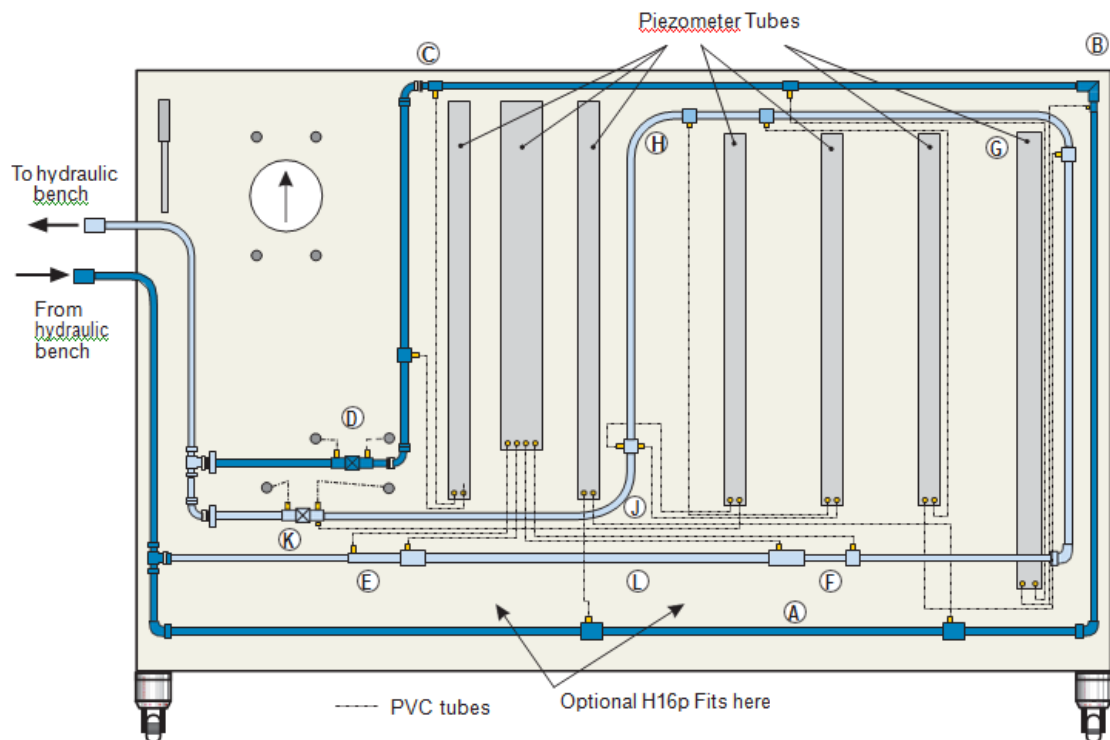 Piezometer Tubes
C
B
H
G
To hydraulic
bench
From
hydraulic
bench
D
J
K
E
L
F
A
PVC tubes
Optional H16p Fits here